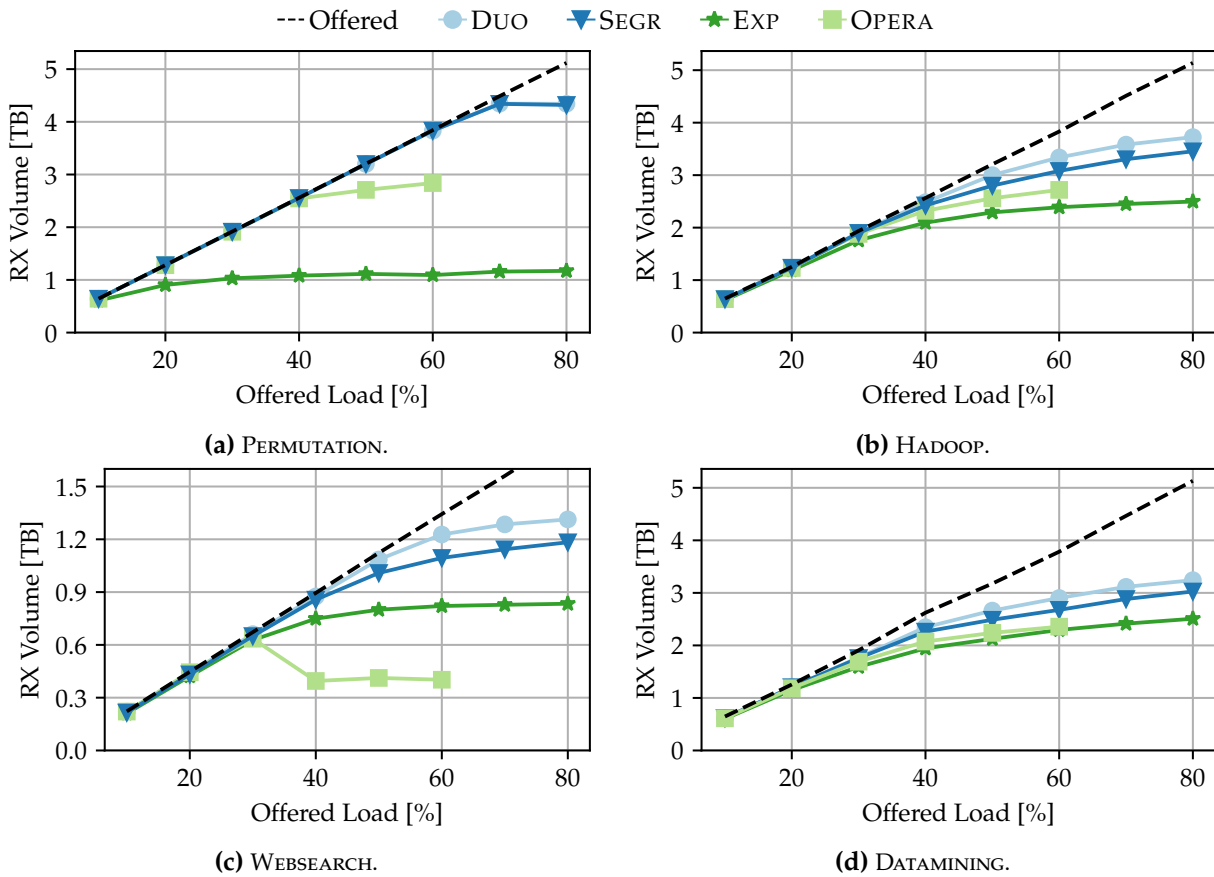 Offered DUO SEGR EXP OPERA
5
4
3
2
1
0
RX Volume [TB]
20 40 60 80
Offered Load [%]
(a) PERMUTATION.
5
4
3
2
1
0
RX Volume [TB]
20 40 60 80
Offered Load [%]
(b) HADOOP.
1.5
1.2
0.9
0.6
0.3
0.0
RX Volume [TB]
20 40 60 80
Offered Load [%]
(c) WEBSEARCH.
5
4
3
2
1
0
RX Volume [TB]
20 40 60 80
Offered Load [%]
(d) DATAMINING.